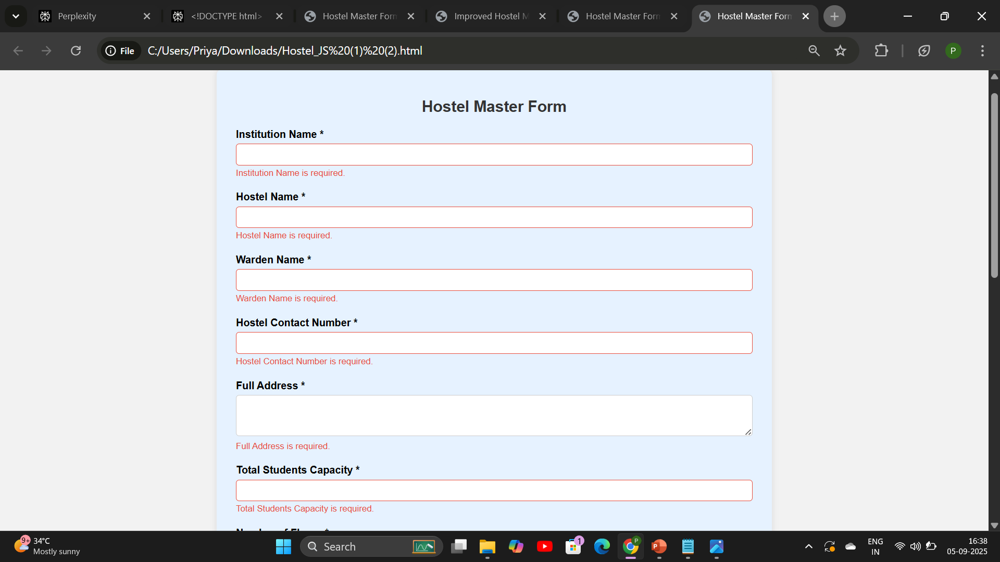 Perplexity
<!DOCTYPE html>
Hostel Master Form
Improved Hostel M
Hostel Master Form
Hostel Master Form
File
C:/Users/Priya/Downloads/Hostel_JS%20(1)%20(2).html
P
Hostel Master Form
Institution Name *
Institution Name is required.
Hostel Name *
Hostel Name is required.
Warden Name *
Warden Name is required.
Hostel Contact Number *
Hostel Contact Number is required.
Full Address *
Full Address is required.
Total Students Capacity *
Total Students Capacity is required.
9+
34°C
Mostly sunny
Search
1
P
P
ENG
IN
16:38
05-09-2025